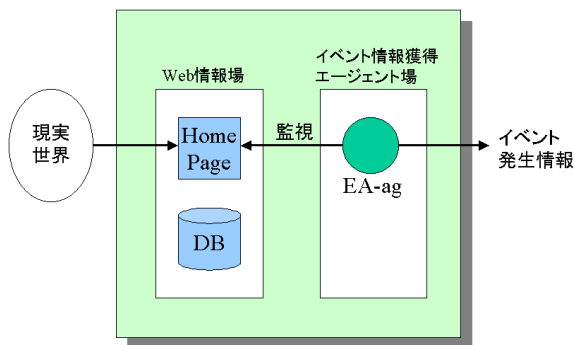 イベント情報獲得
エージェント場
Web情報場
現実
世界
Home
Page
監視
イベント
発生情報
EA-ag
DB